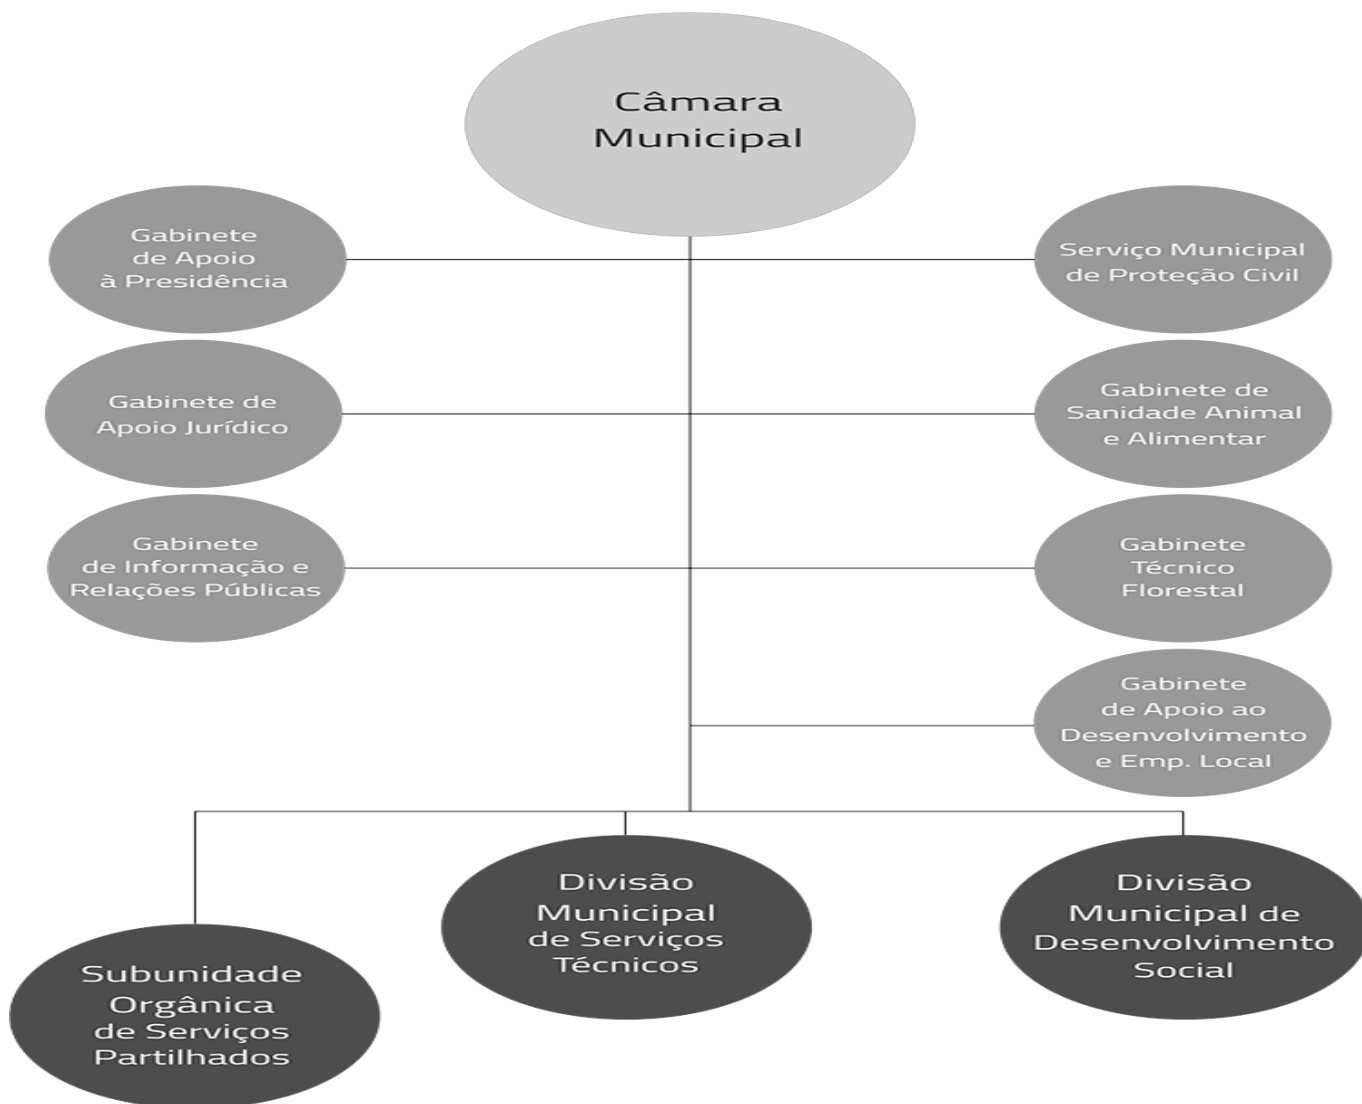 Câmara
Municipal
Gabinete
de Apoio
à Presidência
Serviço Municipal
de Proteção Civil
Gabinete de
Apoio Jurídico
Gabinete de
Sanidade Animal
e Alimentar
Gabinete
de Informação e
Relações Públicas
Gabinete
Técnico
Florestal
Gabinete
de Apoio ao
Desenvolvimento
e Emp. Local
Subunidade
Orgânica
de Serviços
Partilhados
Divisão
Municipal
de Serviços
Técnicos
Divisão
Municipal de
Desenvolvimento
Social